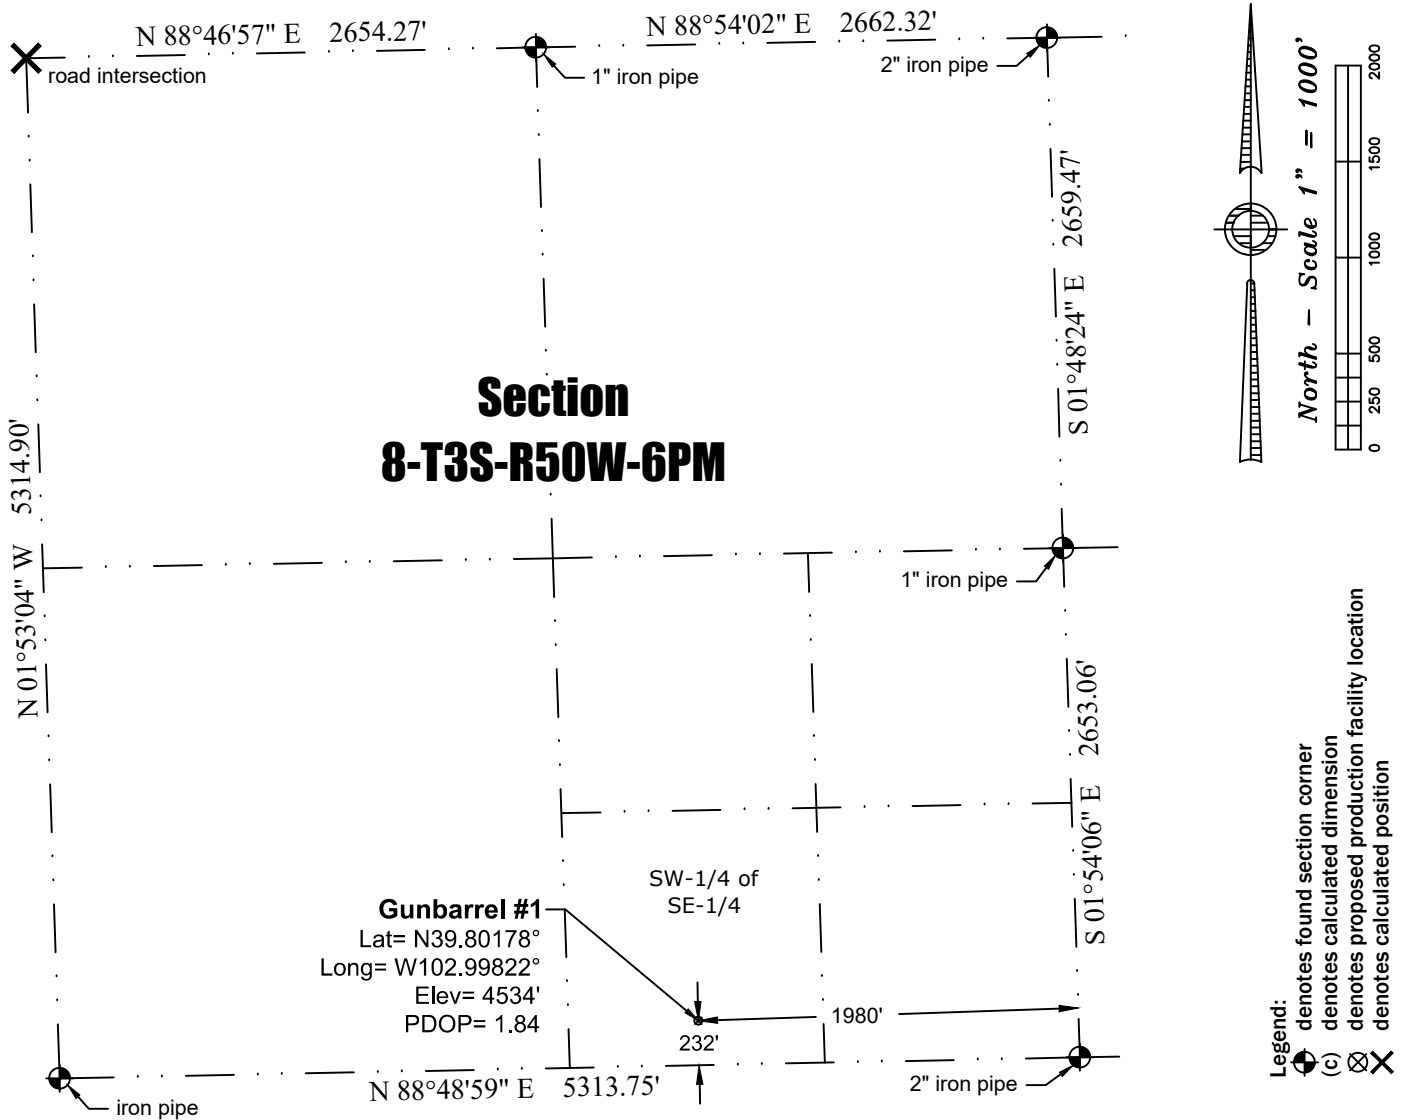 N 88°46'57" E 2654.27'
N 88°54'02" E 2662.32'
road intersection
1" iron pipe
2" iron pipe
S 01°48'24" E 2659.47'
North - Scale 1" = 1000'
0 250 500 1000 1500 2000
Section
8-T3S-R50W-6PM
N 01°53'04" W 5314.90'
1" iron pipe
S 01°54'06" E 2653.06'
SW-1/4 of
SE-1/4
Gunbarrel #1
Lat= N39.80178°
Long= W102.99822°
Elev= 4534'
PDOP= 1.84
1980'
232'
N 88°48'59" E 5313.75'
iron pipe
2" iron pipe
Legend:
denotes found section corner
(c) denotes calculated dimension
denotes proposed production facility location
denotes calculated position